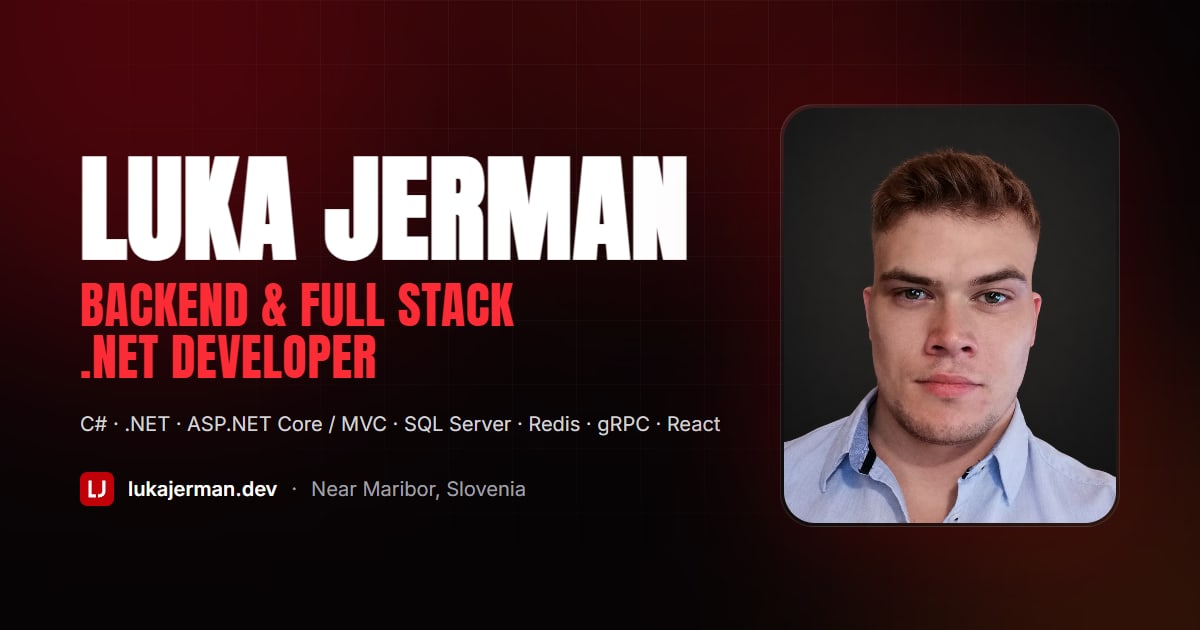 LUKA JERMAN
BACKEND & FULL STACK
.NET DEVELOPER
C# · .NET · ASP.NET Core / MVC · SQL Server · Redis · gRPC · React
LJ lukajerman.dev · Near Maribor, Slovenia